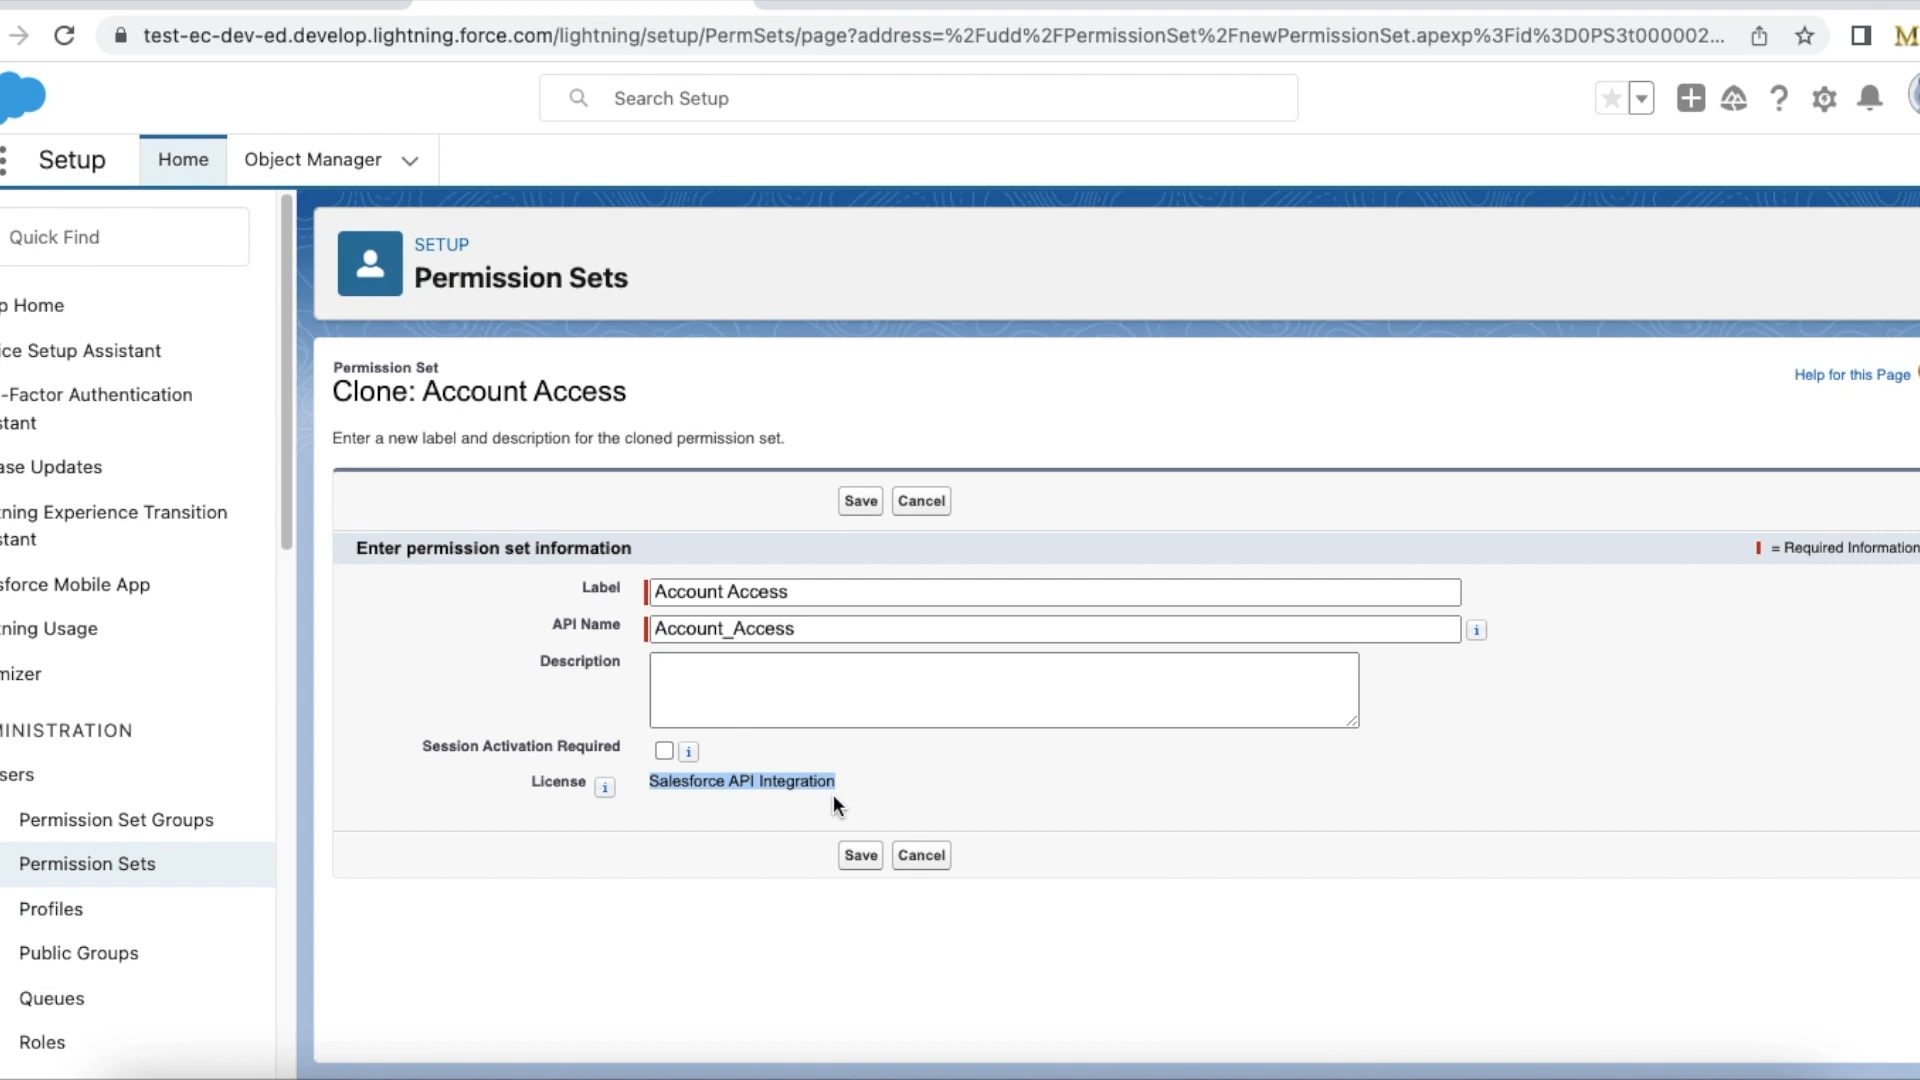 test-ec-dev-ed.develop.lightning.force.com/lightning/setup/PermSets/page?address=%2Fudd%2FPermissionSet%2FnewPermissionSet.apexp%3Fid%3D0PS3t000002...
Search Setup
Setup
Home
Object Manager
Quick Find
p Home
ice Setup Assistant
-Factor Authentication
stant
ase Updates
tning Experience Transition
stant
sforce Mobile App
tning Usage
mizer
MINISTRATION
sers
Permission Set Groups
Permission Sets
Profiles
Public Groups
Queues
Roles
SETUP
Permission Sets
Permission Set
Clone: Account Access
Help for this Page
Enter a new label and description for the cloned permission set.
Save Cancel
Enter permission set information
= Required Information
Label Account Access
API Name Account_Access
Description
Session Activation Required
License Salesforce API Integration
Save Cancel